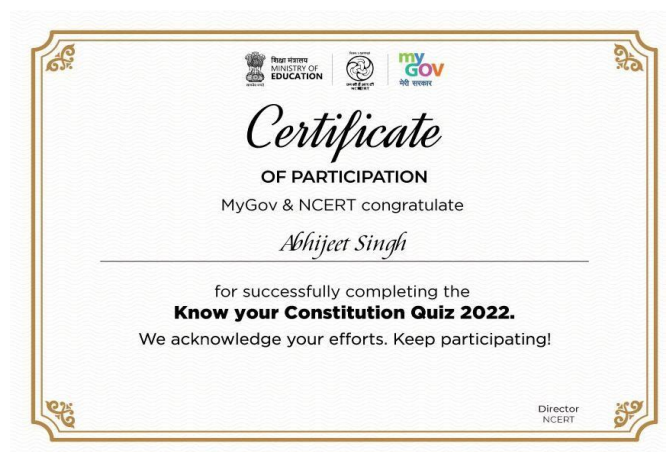 शिक्षा मंत्रालय
MINISTRY OF
EDUCATION
my
GOV
मेरी सरकार
Certificate
OF PARTICIPATION
MyGov & NCERT congratulate
Abhijeet Singh
for successfully completing the
Know your Constitution Quiz 2022.
We acknowledge your efforts. Keep participating!
Director
NCERT